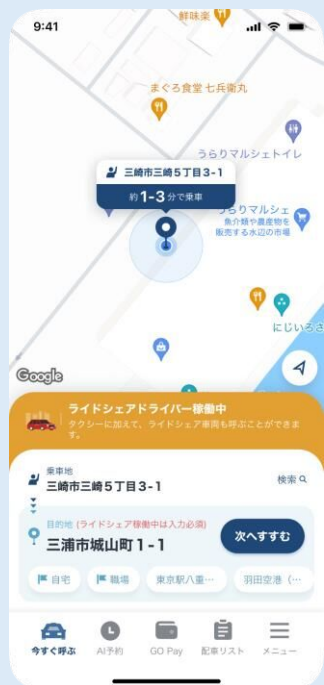 9:41
鮮味楽
まぐろ食堂 七兵衛丸
うらりマルシェトイレ
三崎市三崎5丁目3-1
約1-3分で乗車
うらりマルシェ
魚介類や農産物を
販売する水辺の市場
にじいろさ
Google
ライドシェアドライバー稼働中
タクシーに加えて、ライドシェア車両も呼ぶことができま
す。
乗車地
三崎市三崎5丁目3-1
検索
目的地 (ライドシェア稼働中は入力必須)
三浦市城山町1-1
次へすすむ
自宅
職場
東京駅八重…
羽田空港（…
今すぐ呼ぶ
AI予約
GO Pay
配車リスト
メニュー